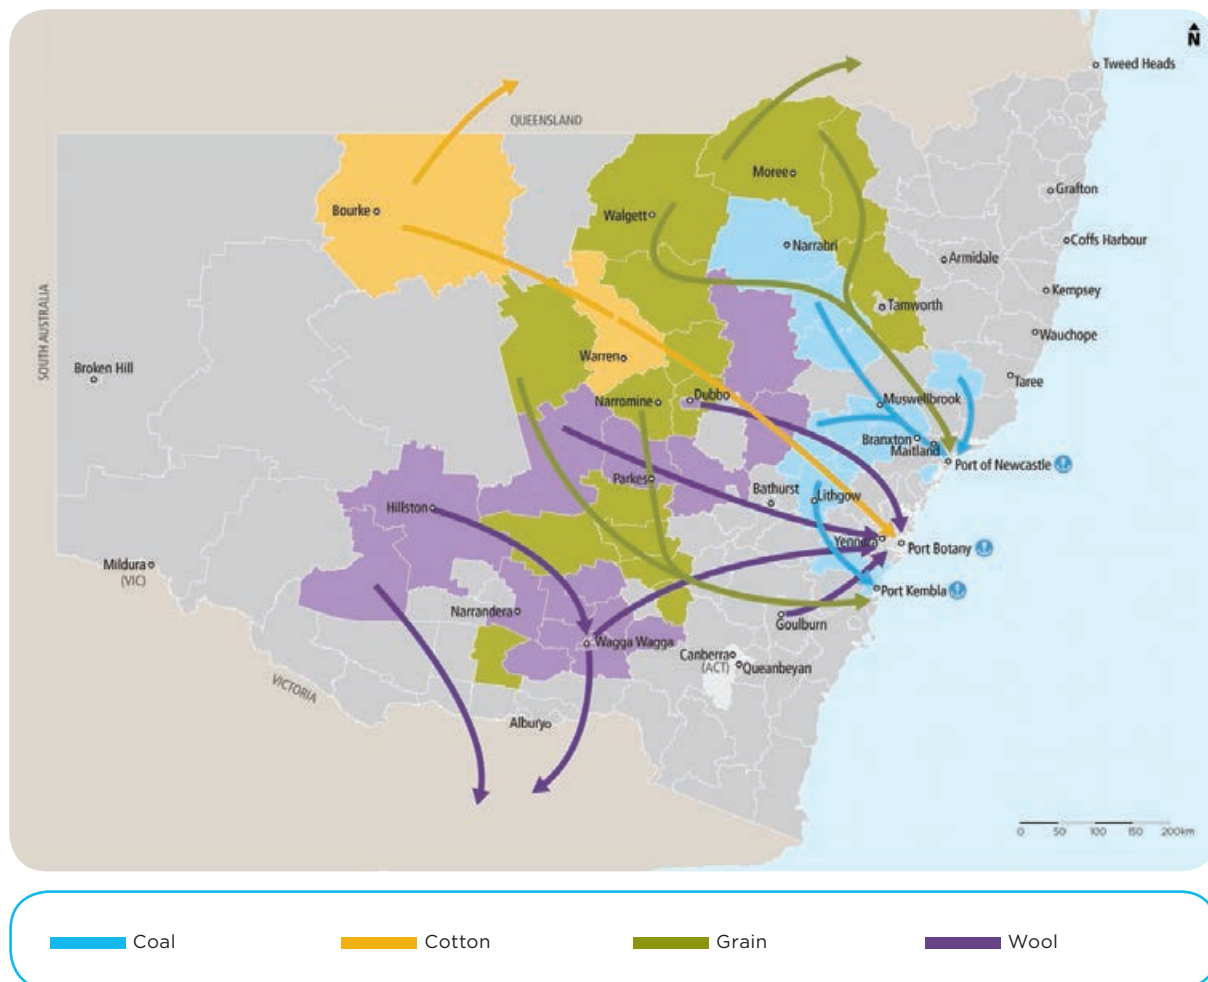 N
Tweed Heads
QUEENSLAND
Moree
Grafton
Bourke
Walgett
Narrabri
Coffs Harbour
Armidale
SOUTH AUSTRALIA
Kempsey
Tamworth
Wauchope
Warren
Broken Hill
Taree
Dubbo
Narromine
Muswellbrook
Branxton
Maitland
Port of Newcastle
Parkes
Bathurst
Lithgow
Hillston
Yennora
Port Botany
Mildura
(VIC)
Port Kembla
Narrandera
Goulburn
Wagga Wagga
Canberra
(ACT)
Queanbeyan
VICTORIA
Albury
0 50 100 150 200km
Coal
Cotton
Grain
Wool